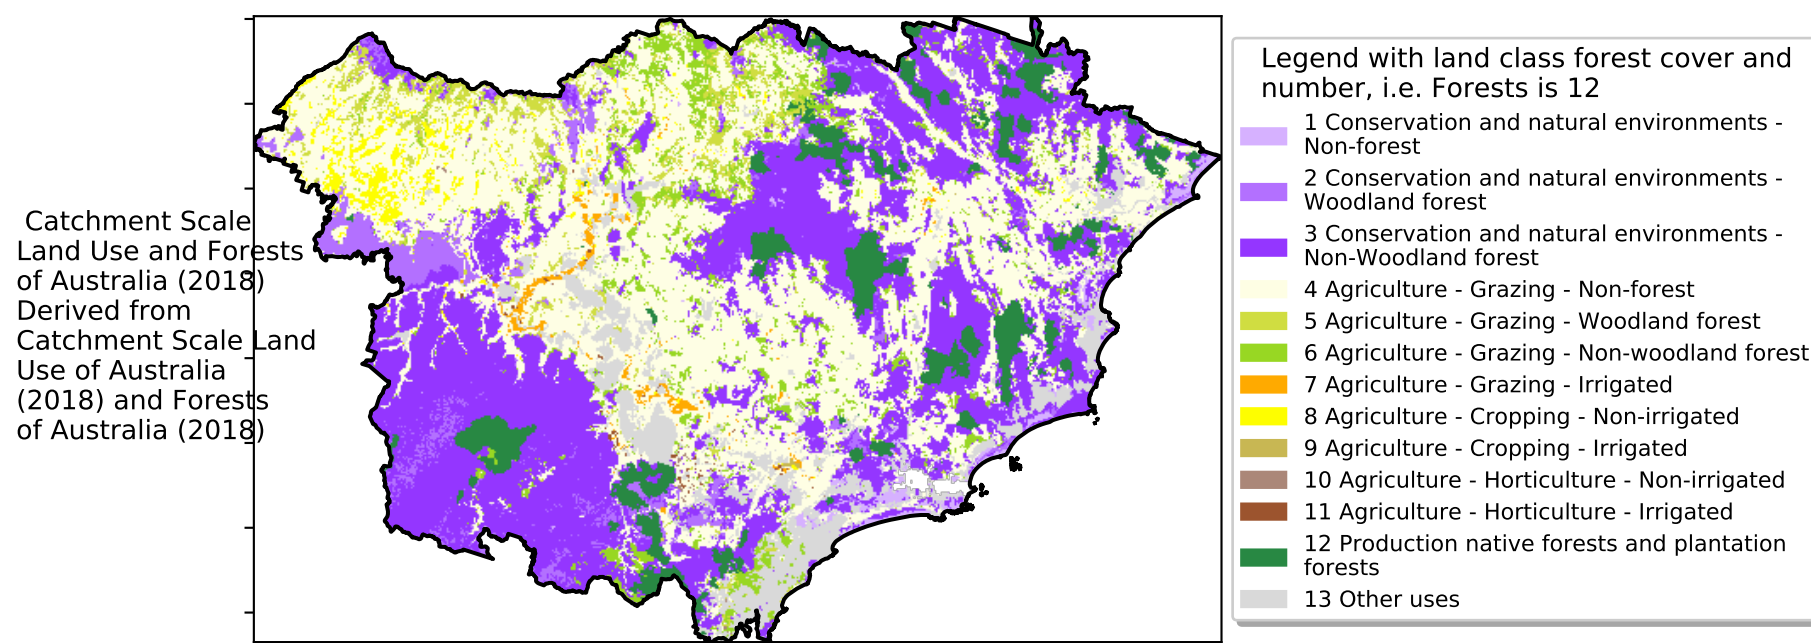 Catchment Scale
Land Use and Forests
of Australia (2018)
Derived from
Catchment Scale Land
Use of Australia
(2018) and Forests
of Australia (2018)
Legend with land class forest cover and
number, i.e. Forests is 12
1 Conservation and natural environments -
Non-forest
2 Conservation and natural environments -
Woodland forest
3 Conservation and natural environments -
Non-Woodland forest
4 Agriculture - Grazing - Non-forest
5 Agriculture - Grazing - Woodland forest
6 Agriculture - Grazing - Non-woodland forest
7 Agriculture - Grazing - Irrigated
8 Agriculture - Cropping - Non-irrigated
9 Agriculture - Cropping - Irrigated
10 Agriculture - Horticulture - Non-irrigated
11 Agriculture - Horticulture - Irrigated
12 Production native forests and plantation
forests
13 Other uses